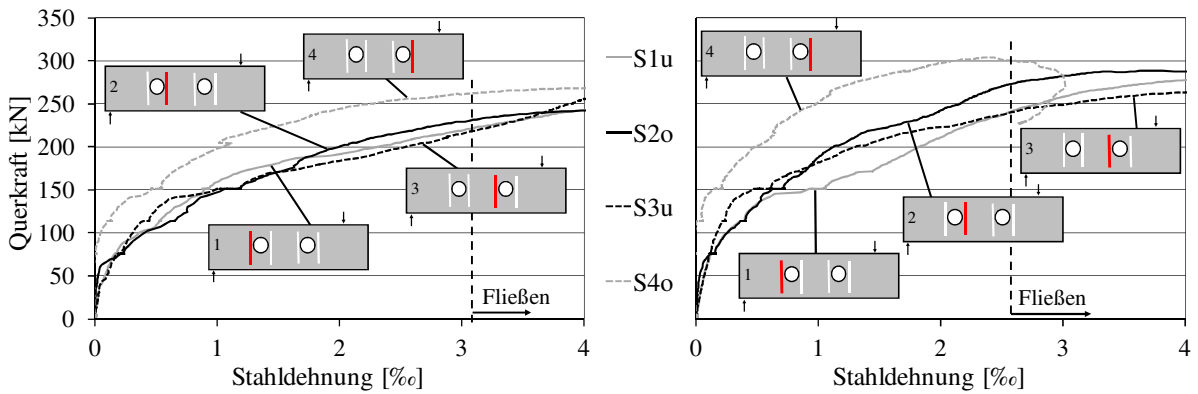 350
300
250
200
150
100
50
0
Querkraft [kN]
0 1 2 3 4
Stahldehnung [‰]
2
4
3
1
Fließen
S1u
S2o
S3u
S4o
4
3
2
1
Fließen
0 1 2 3 4
Stahldehnung [‰]